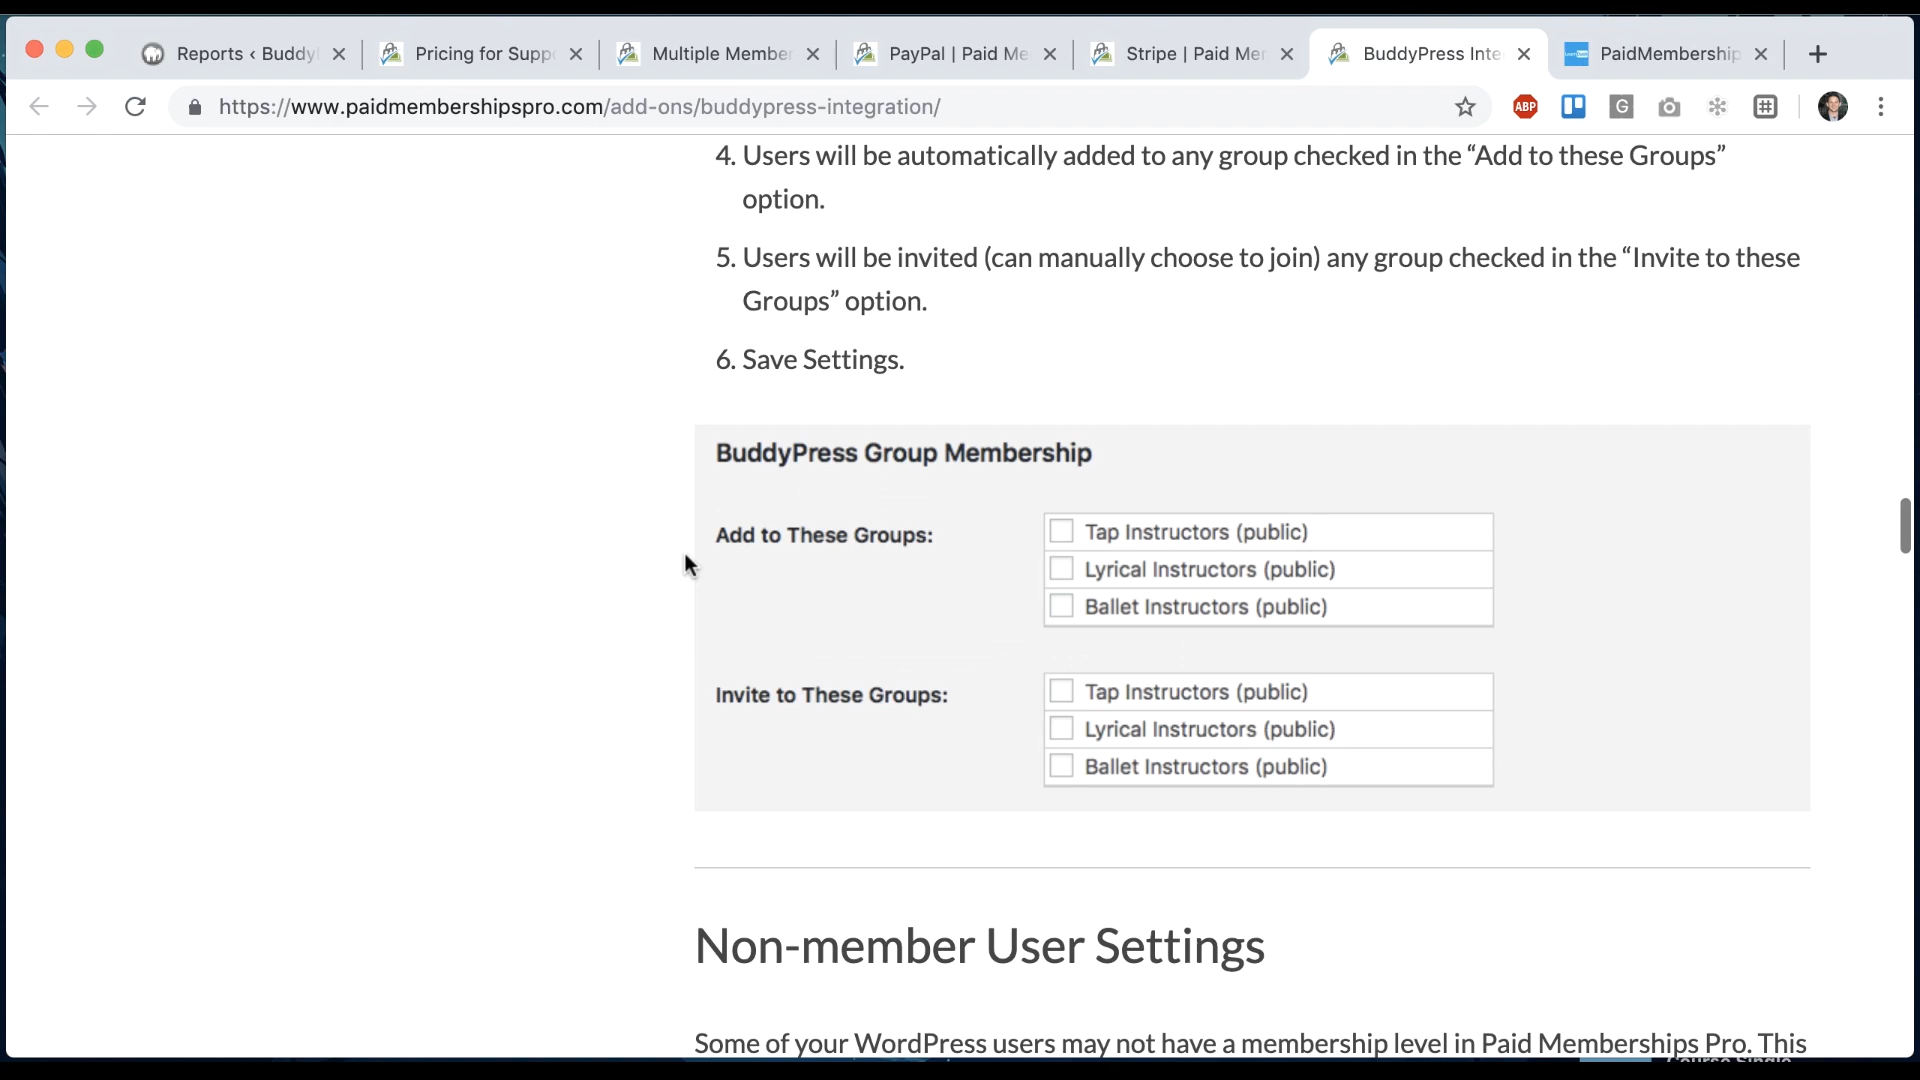 Reports ‹ Buddy
Pricing for Supp
Multiple Member
PayPal | Paid Me
Stripe | Paid Mer
BuddyPress Inte
PaidMembership
https://www.paidmembershipspro.com/add-ons/buddypress-integration/
ABP
G
4. Users will be automatically added to any group checked in the “Add to these Groups”
option.
5. Users will be invited (can manually choose to join) any group checked in the “Invite to these
Groups” option.
6. Save Settings.
BuddyPress Group Membership
Add to These Groups:
Tap Instructors (public)
Lyrical Instructors (public)
Ballet Instructors (public)
Invite to These Groups:
Tap Instructors (public)
Lyrical Instructors (public)
Ballet Instructors (public)
Non-member User Settings
Some of your WordPress users may not have a membership level in Paid Memberships Pro. This